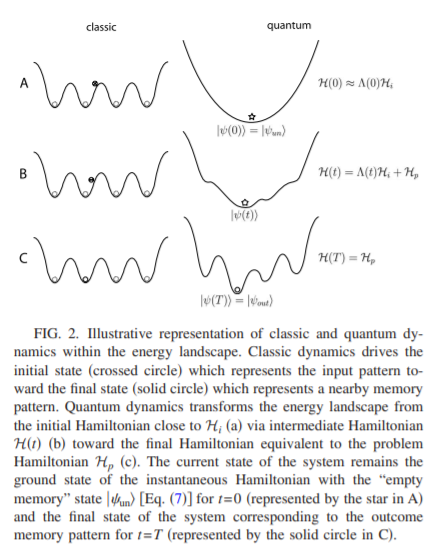 classic quantum
A
H(0) ≈ Λ(0)H_i
|ψ(0)⟩ = |ψ_un⟩
B
H(t) = Λ(t)H_i + H_p
|ψ(t)⟩
C
H(T) = H_p
|ψ(T)⟩ = |ψ_out⟩
FIG. 2. Illustrative representation of classic and quantum dy-
namics within the energy landscape. Classic dynamics drives the
initial state (crossed circle) which represents the input pattern to-
ward the final state (solid circle) which represents a nearby memory
pattern. Quantum dynamics transforms the energy landscape from
the initial Hamiltonian close to H_i (a) via intermediate Hamiltonian
H(t) (b) toward the final Hamiltonian equivalent to the problem
Hamiltonian H_p (c). The current state of the system remains the
ground state of the instantaneous Hamiltonian with the “empty
memory” state |ψ_un⟩ [Eq. (7)] for t=0 (represented by the star in A)
and the final state of the system corresponding to the outcome
memory pattern for t=T (represented by the solid circle in C).